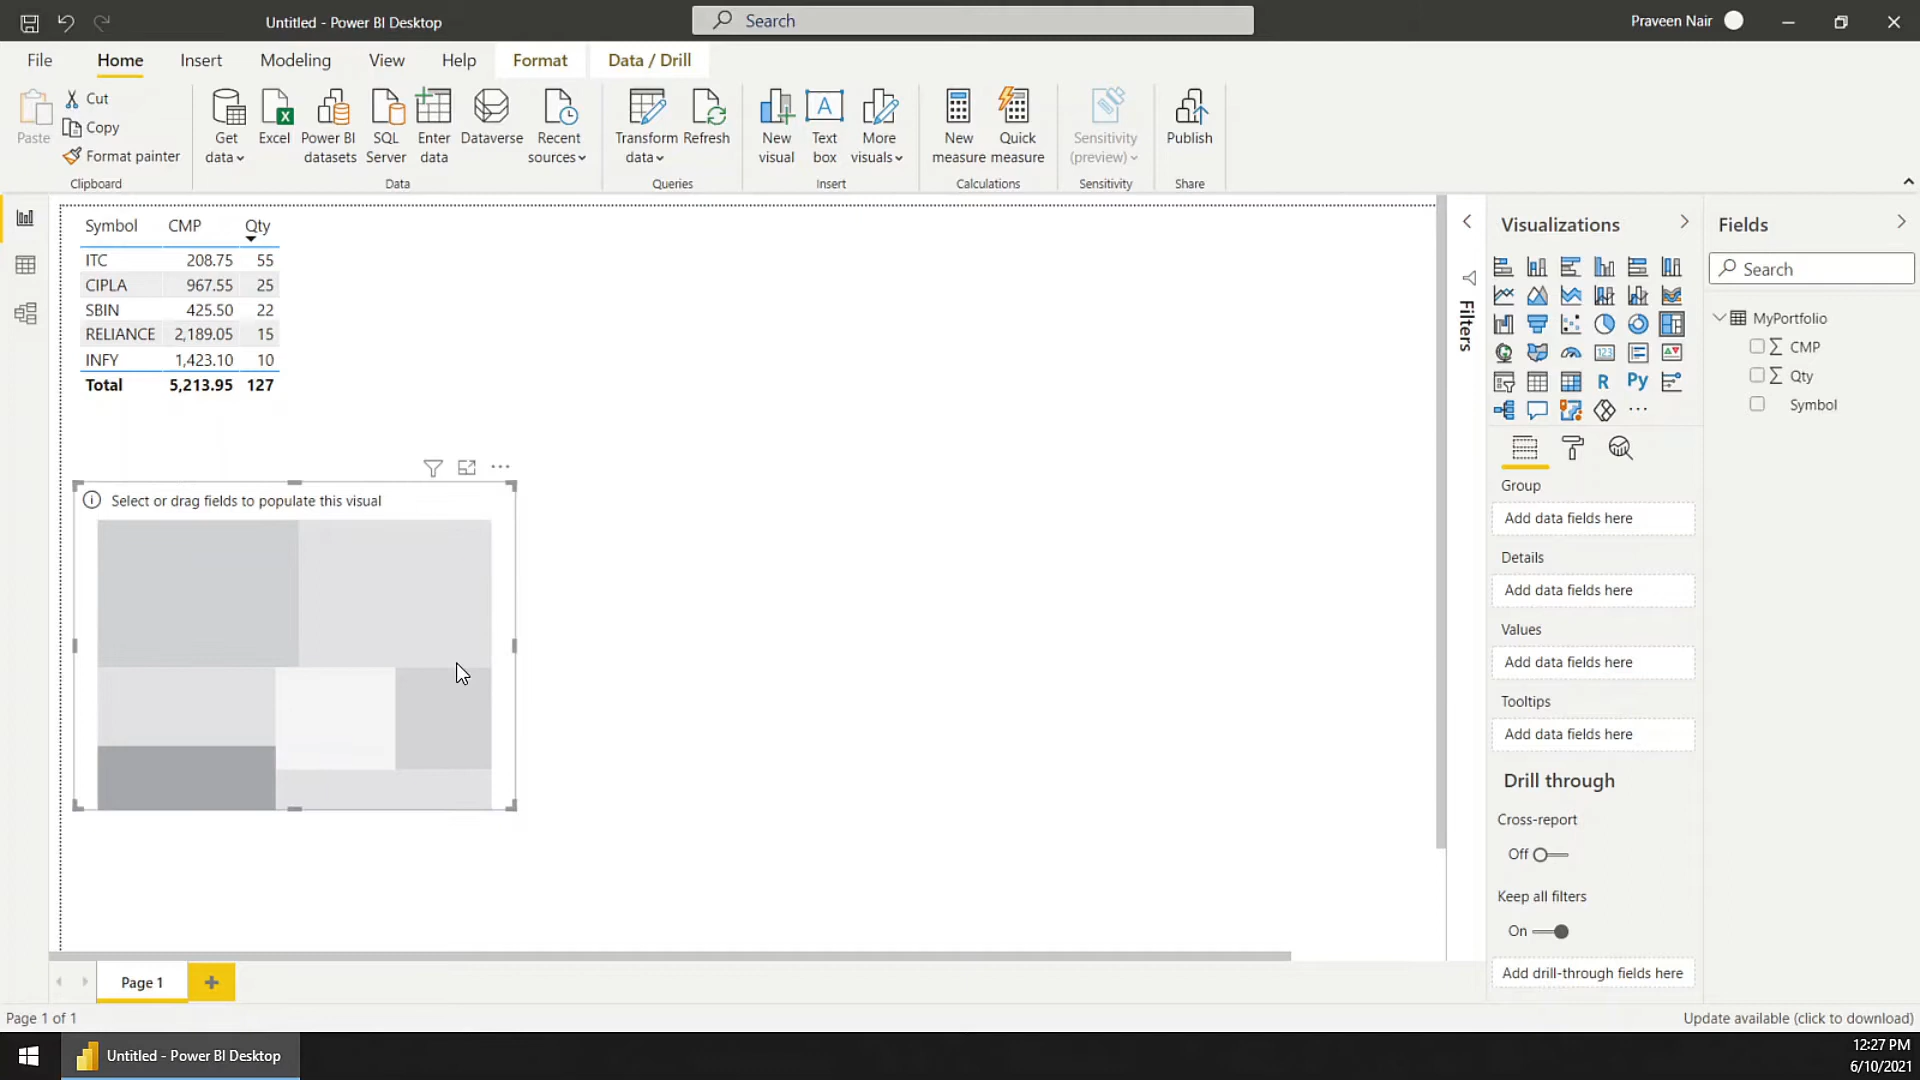 Untitled - Power BI Desktop
Search
Praveen Nair
File
Home
Insert
Modeling
View
Help
Format
Data / Drill
Paste
Cut
Copy
Format painter
Clipboard
Get data
Excel
Power BI datasets
SQL Server
Enter data
Dataverse
Recent sources
Data
Transform data
Refresh
Queries
New visual
A
Text box
More visuals
Insert
New measure
Quick measure
Calculations
Sensitivity (preview)
Sensitivity
Publish
Share
Symbol CMP Qty
ITC 208.75 55
CIPLA 967.55 25
SBIN 425.50 22
RELIANCE 2,189.05 15
INFY 1,423.10 10
Total 5,213.95 127
Select or drag fields to populate this visual
Filters
Visualizations
123
R
Py
Group
Add data fields here
Details
Add data fields here
Values
Add data fields here
Tooltips
Add data fields here
Drill through
Cross-report
Off
Keep all filters
On
Add drill-through fields here
Fields
Search
MyPortfolio
CMP
Qty
Symbol
Page 1
Page 1 of 1
Update available (click to download)
Untitled - Power BI Desktop
12:27 PM
6/10/2021